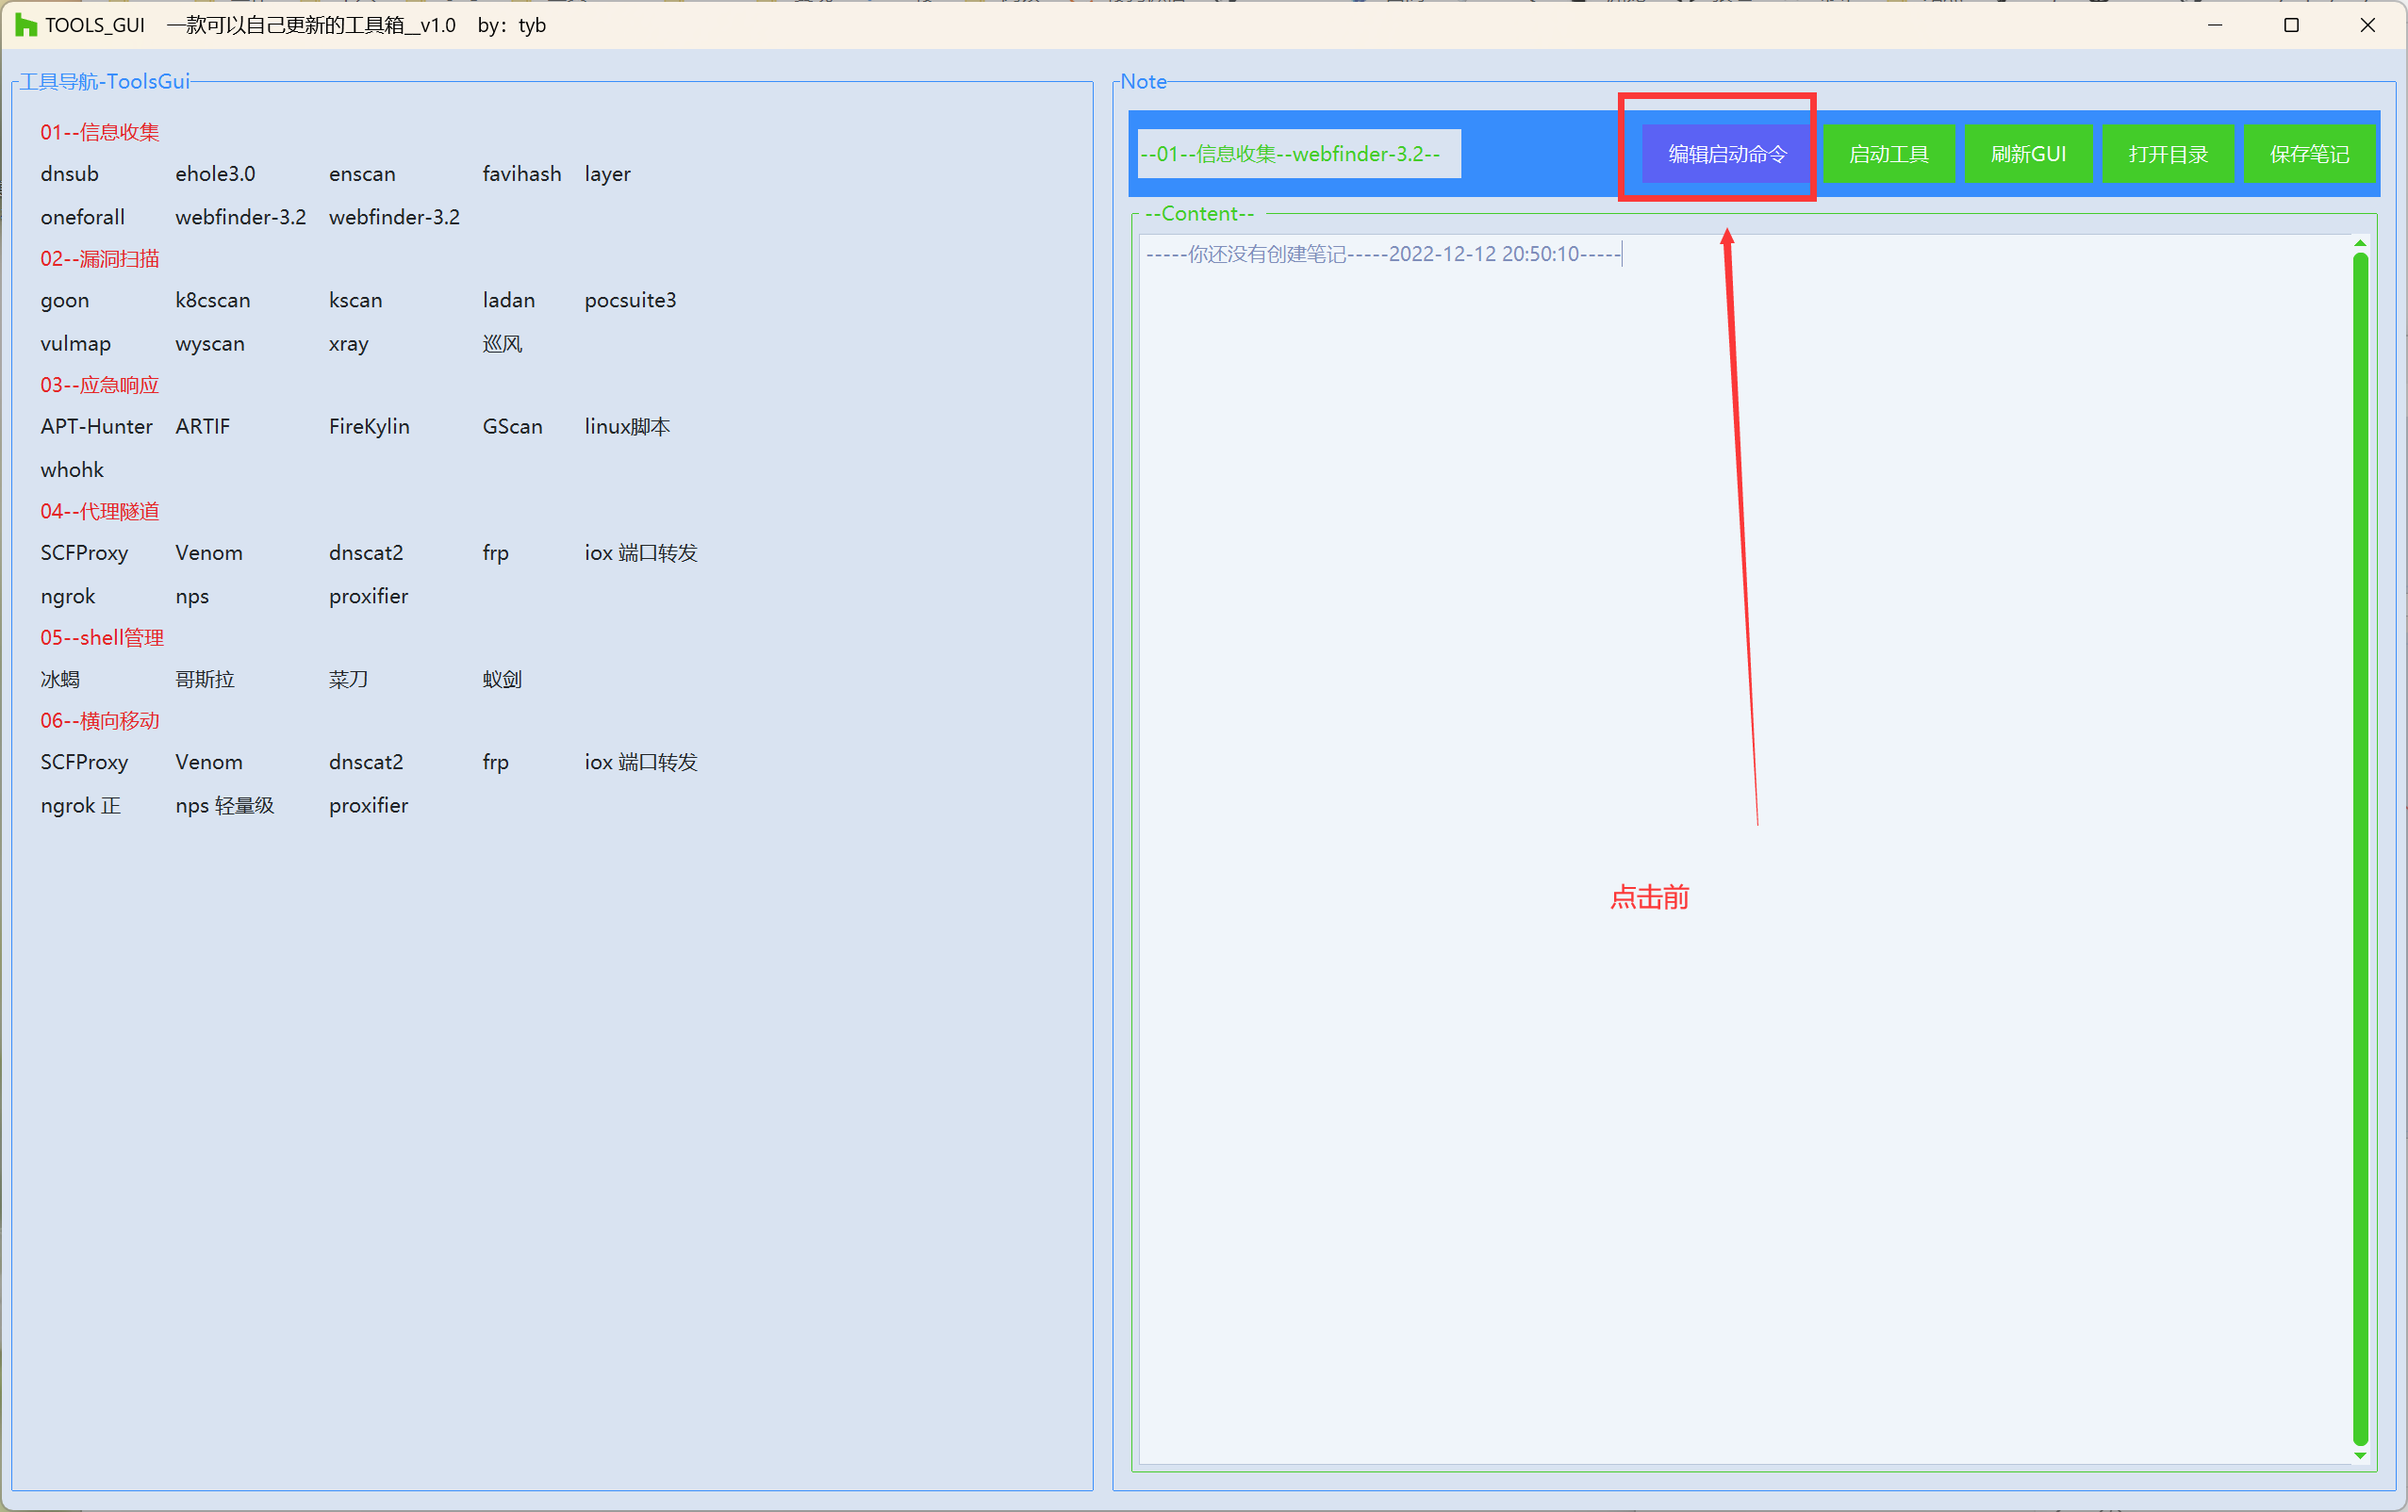 TOOLS_GUI 一款可以自己更新的工具箱__v1.0 by：tyb
工具导航-ToolsGui
01--信息收集
dnsub ehole3.0 enscan favihash layer
oneforall webfinder-3.2 webfinder-3.2
02--漏洞扫描
goon k8cscan kscan ladan pocsuite3
vulmap wyscan xray 巡风
03--应急响应
APT-Hunter ARTIF FireKylin GScan linux脚本
whohk
04--代理隧道
SCFProxy Venom dnscat2 frp iox 端口转发
ngrok nps proxifier
05--shell管理
冰蝎 哥斯拉 菜刀 蚁剑
06--横向移动
SCFProxy Venom dnscat2 frp iox 端口转发
ngrok 正 nps 轻量级 proxifier
Note
--01--信息收集--webfinder-3.2-- 编辑启动命令 启动工具 刷新GUI 打开目录 保存笔记
--Content--
-----你还没有创建笔记-----2022-12-12 20:50:10-----
点击前